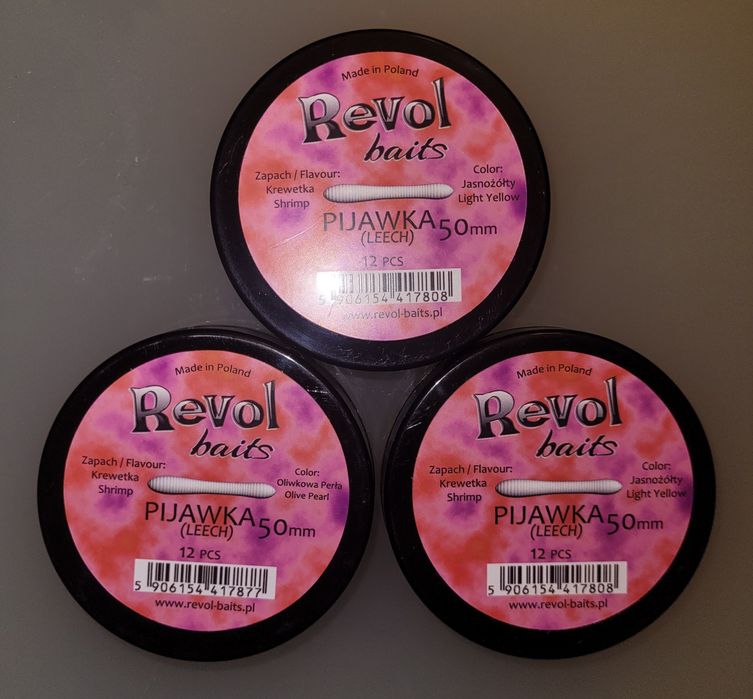 Made in Poland
Revol
baits
Zapach / Flavour:
Krewetka
Shrimp
Color:
Jasnożółty
Light Yellow
PIJAWKA 50mm
(LEECH)
12 PCS
5 906154 417808
www.revol-baits.pl
Made in Poland
Revol
baits
Zapach / Flavour:
Krewetka
Shrimp
Color:
Oliwkowa Perła
Olive Pearl
PIJAWKA 50mm
(LEECH)
12 PCS
5 906154 417877
www.revol-baits.pl
Made in Poland
Revol
baits
Zapach / Flavour:
Krewetka
Shrimp
Color:
Jasnożółty
Light Yellow
PIJAWKA 50mm
(LEECH)
12 PCS
5 906154 417808
www.revol-baits.pl